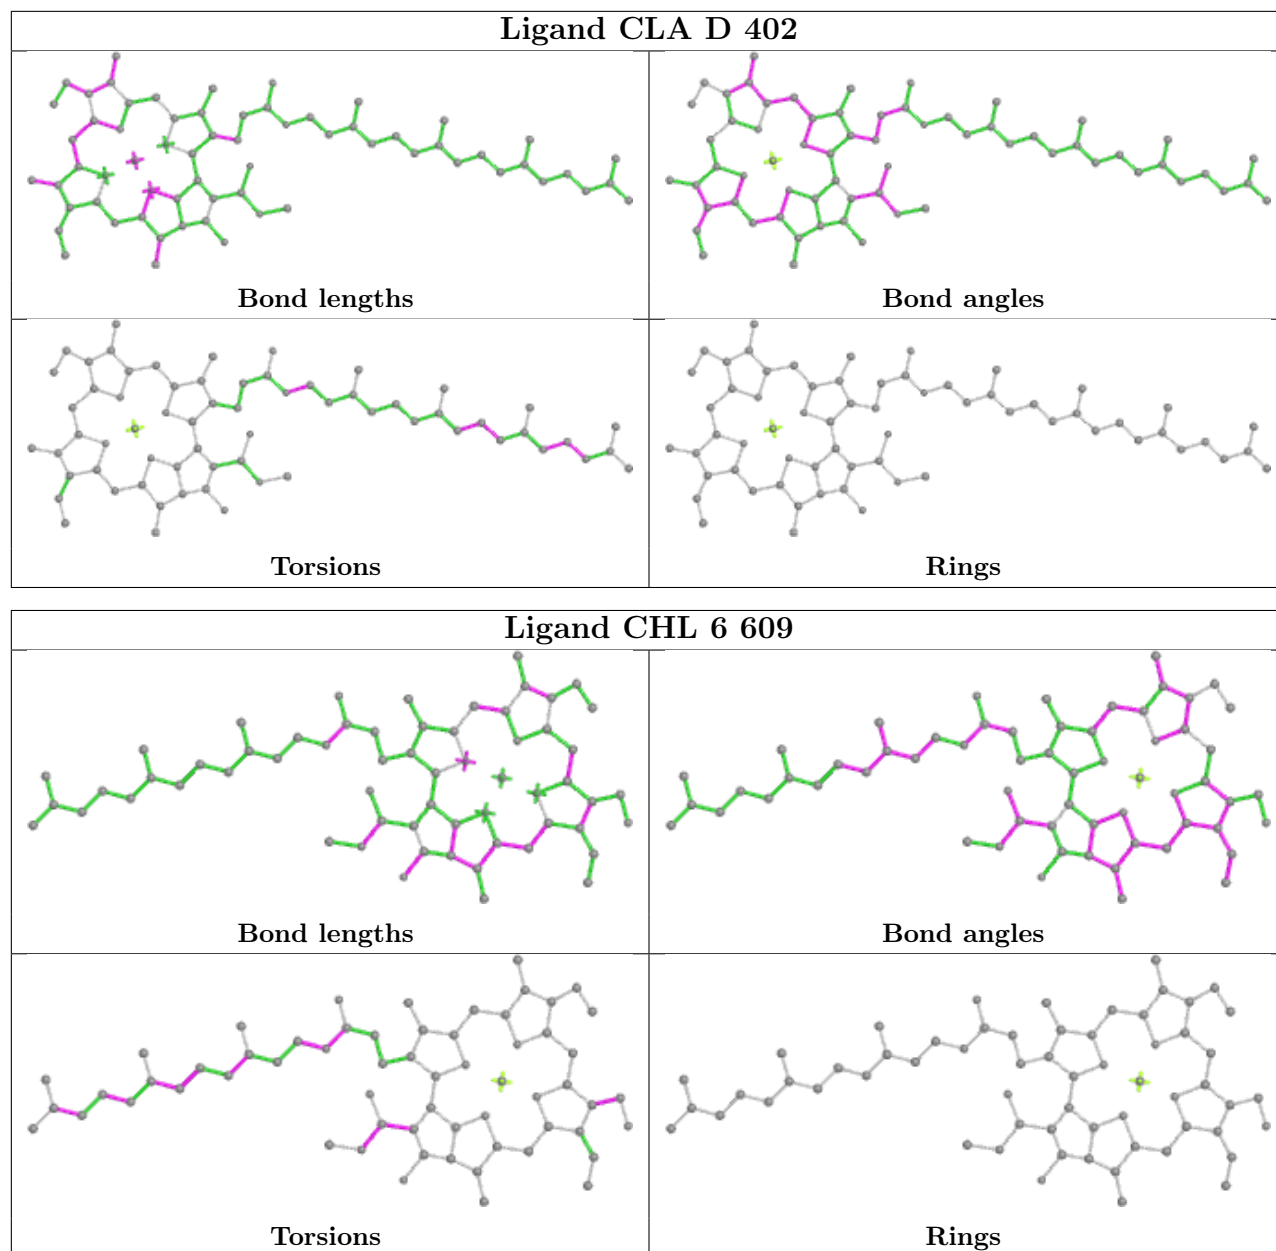 Ligand CLA D 402
Bond lengths
Bond angles
Torsions
Rings
Ligand CHL 6 609
Bond lengths
Bond angles
Torsions
Rings